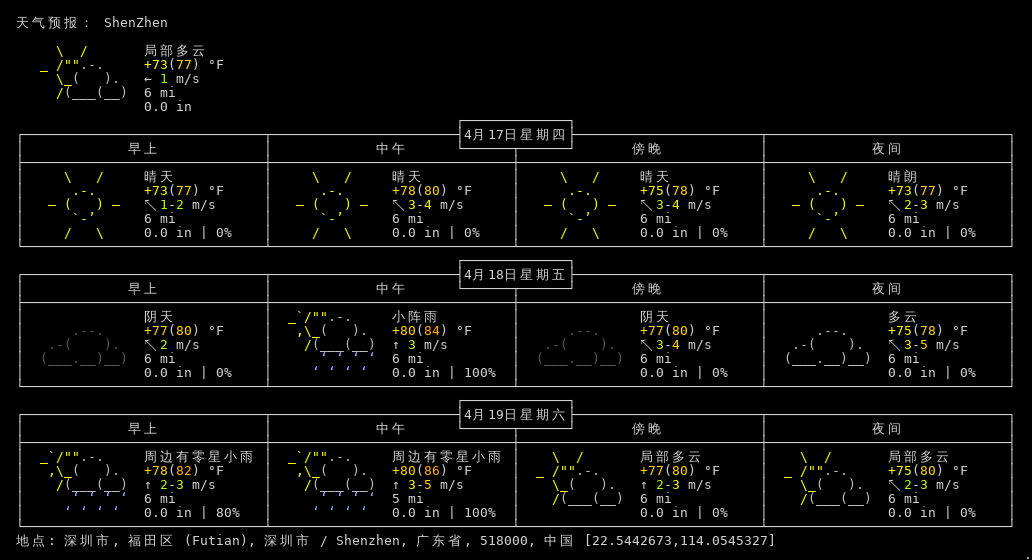 天气预报： ShenZhen
局部多云
+73(77) °F
← 1 m/s
6 mi
0.0 in
4月17日星期四
早上 中午 傍晚 夜间
晴天 晴天 晴天 晴朗
+73(77) °F +78(80) °F +75(78) °F +73(77) °F
↖ 1-2 m/s ↖ 3-4 m/s ↖ 3-4 m/s ↖ 2-3 m/s
6 mi 6 mi 6 mi 6 mi
0.0 in | 0% 0.0 in | 0% 0.0 in | 0% 0.0 in | 0%
4月18日星期五
早上 中午 傍晚 夜间
阴天 小阵雨 阴天 多云
+77(80) °F +80(84) °F +77(80) °F +75(78) °F
↖ 2 m/s ↑ 3 m/s ↖ 3-4 m/s ↖ 3-5 m/s
6 mi 6 mi 6 mi 6 mi
0.0 in | 0% 0.0 in | 100% 0.0 in | 0% 0.0 in | 0%
4月19日星期六
早上 中午 傍晚 夜间
周边有零星小雨 周边有零星小雨 局部多云 局部多云
+78(82) °F +80(86) °F +77(80) °F +75(80) °F
↑ 2-3 m/s ↑ 3-5 m/s ↑ 2-3 m/s ↖ 2-3 m/s
6 mi 5 mi 6 mi 6 mi
0.0 in | 80% 0.0 in | 100% 0.0 in | 0% 0.0 in | 0%
地点: 深圳市, 福田区 (Futian), 深圳市 / Shenzhen, 广东省, 518000, 中国 [22.5442673,114.0545327]